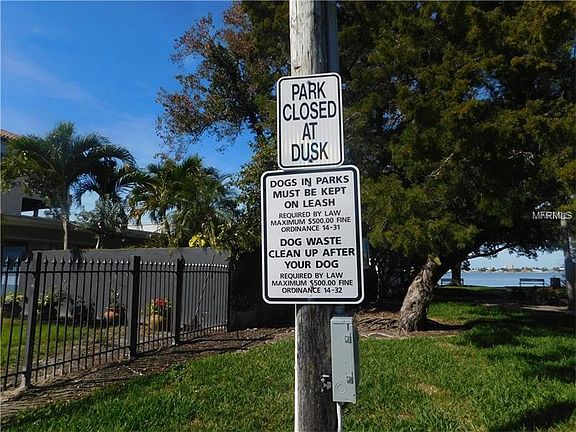 PARK
CLOSED
AT
DUSK
DOGS IN PARKS
MUST BE KEPT
ON LEASH
REQUIRED BY LAW
MAXIMUM $500.00 FINE
ORDINANCE 14-31
DOG WASTE
CLEAN UP AFTER
YOUR DOG
REQUIRED BY LAW
MAXIMUM $500.00 FINE
ORDINANCE 14-32
MFRMLS